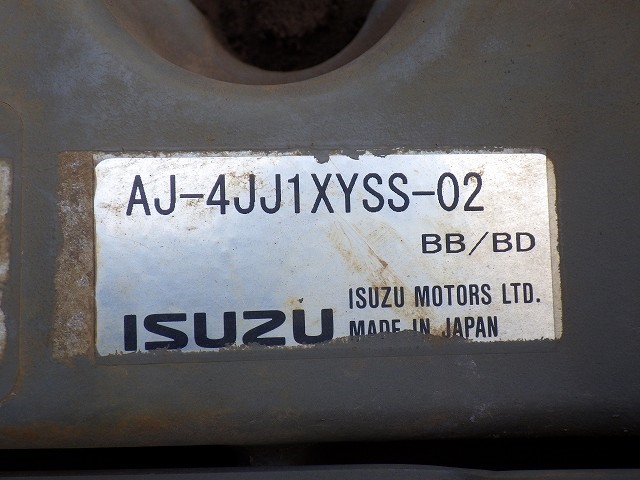 AJ-4JJ1XYSS-02
BB/BD
ISUZU
ISUZU MOTORS LTD.
MADE IN JAPAN